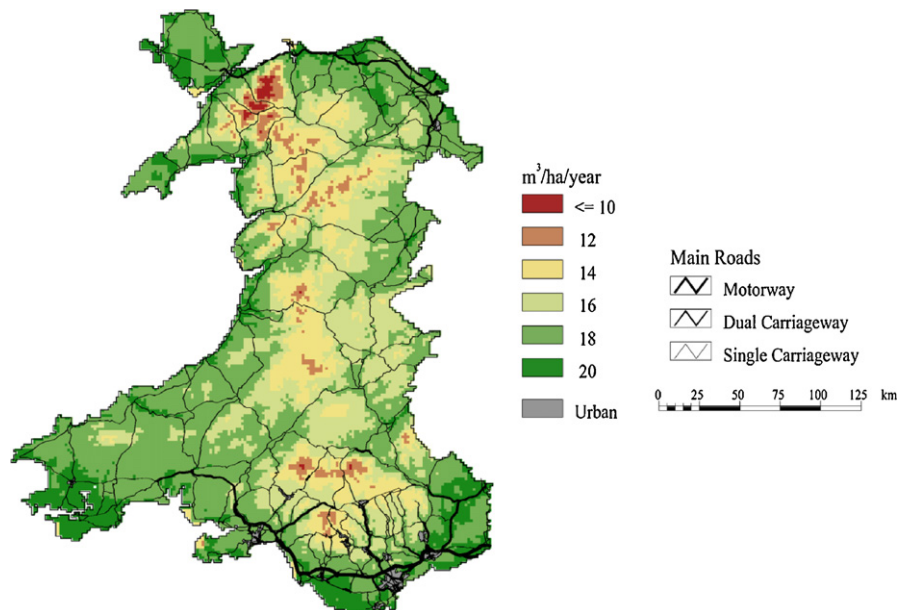 m³/ha/year
<= 10
12
14
16
18
20
Urban
Main Roads
Motorway
Dual Carriageway
Single Carriageway
0 25 50 75 100 125 km